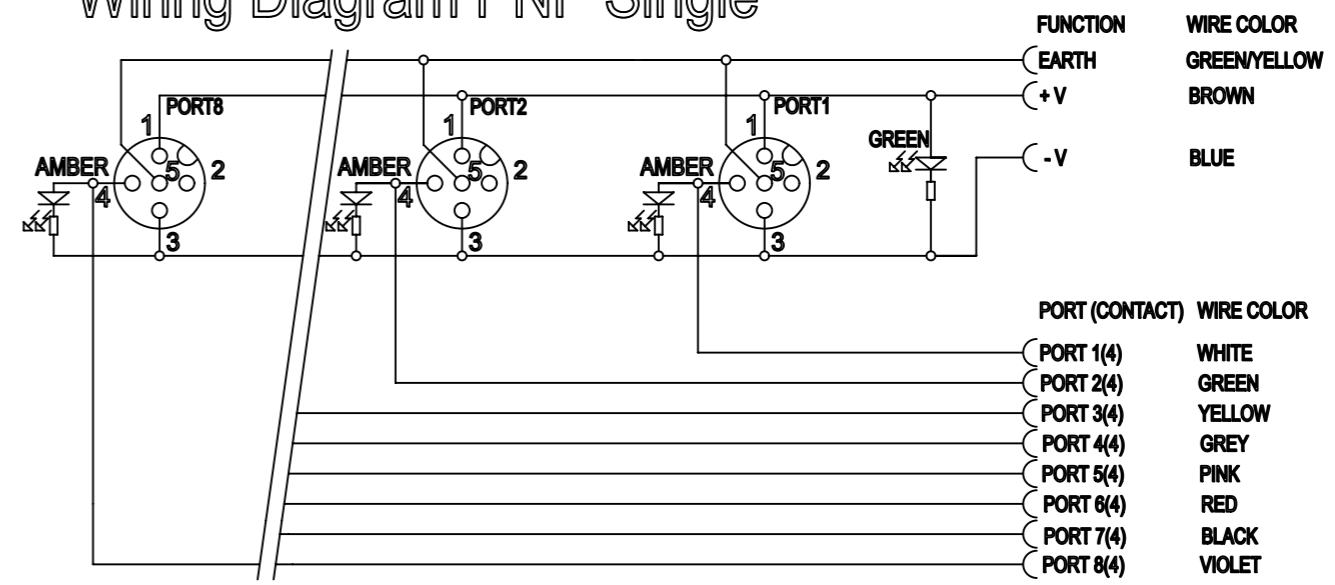 Wiring Diagram PNP Single
FUNCTION WIRE COLOR
EARTH GREEN/YELLOW
+ V BROWN
- V BLUE
PORT8 PORT2 PORT1
1 1 1
GREEN
AMBER 5 2 AMBER 5 2 AMBER 5 2
4 4 4
3 3 3
PORT (CONTACT) WIRE COLOR
PORT 1(4) WHITE
PORT 2(4) GREEN
PORT 3(4) YELLOW
PORT 4(4) GREY
PORT 5(4) PINK
PORT 6(4) RED
PORT 7(4) BLACK
PORT 8(4) VIOLET